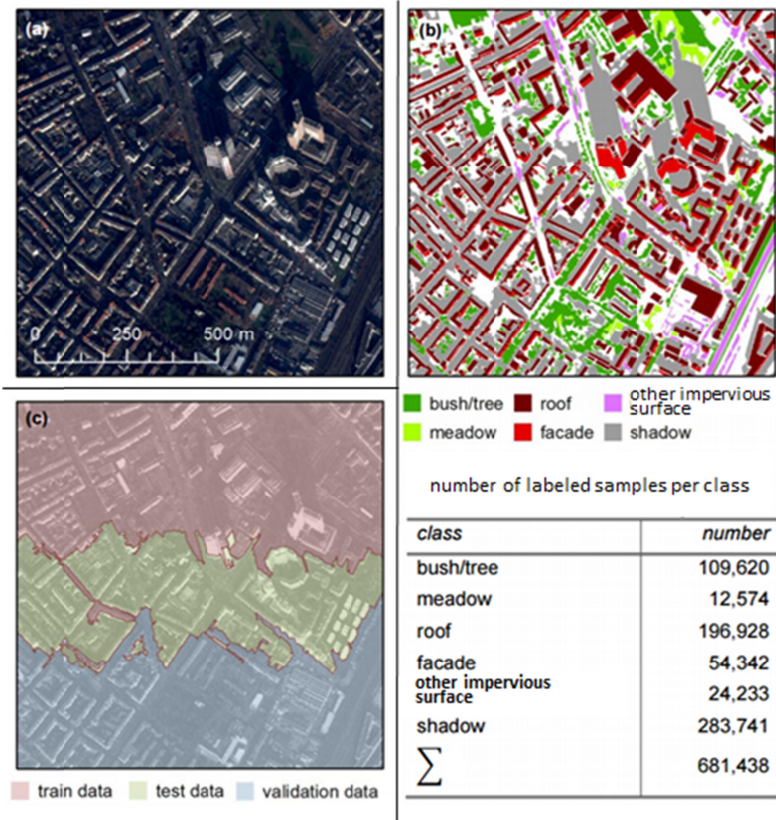 (a)
0 250 500 m
(b)
bush/tree roof other impervious
surface
meadow facade shadow
(c)
train data test data validation data
number of labeled samples per class
class number
bush/tree 109,620
meadow 12,574
roof 196,928
facade 54,342
other impervious
surface 24,233
shadow 283,741
∑ 681,438